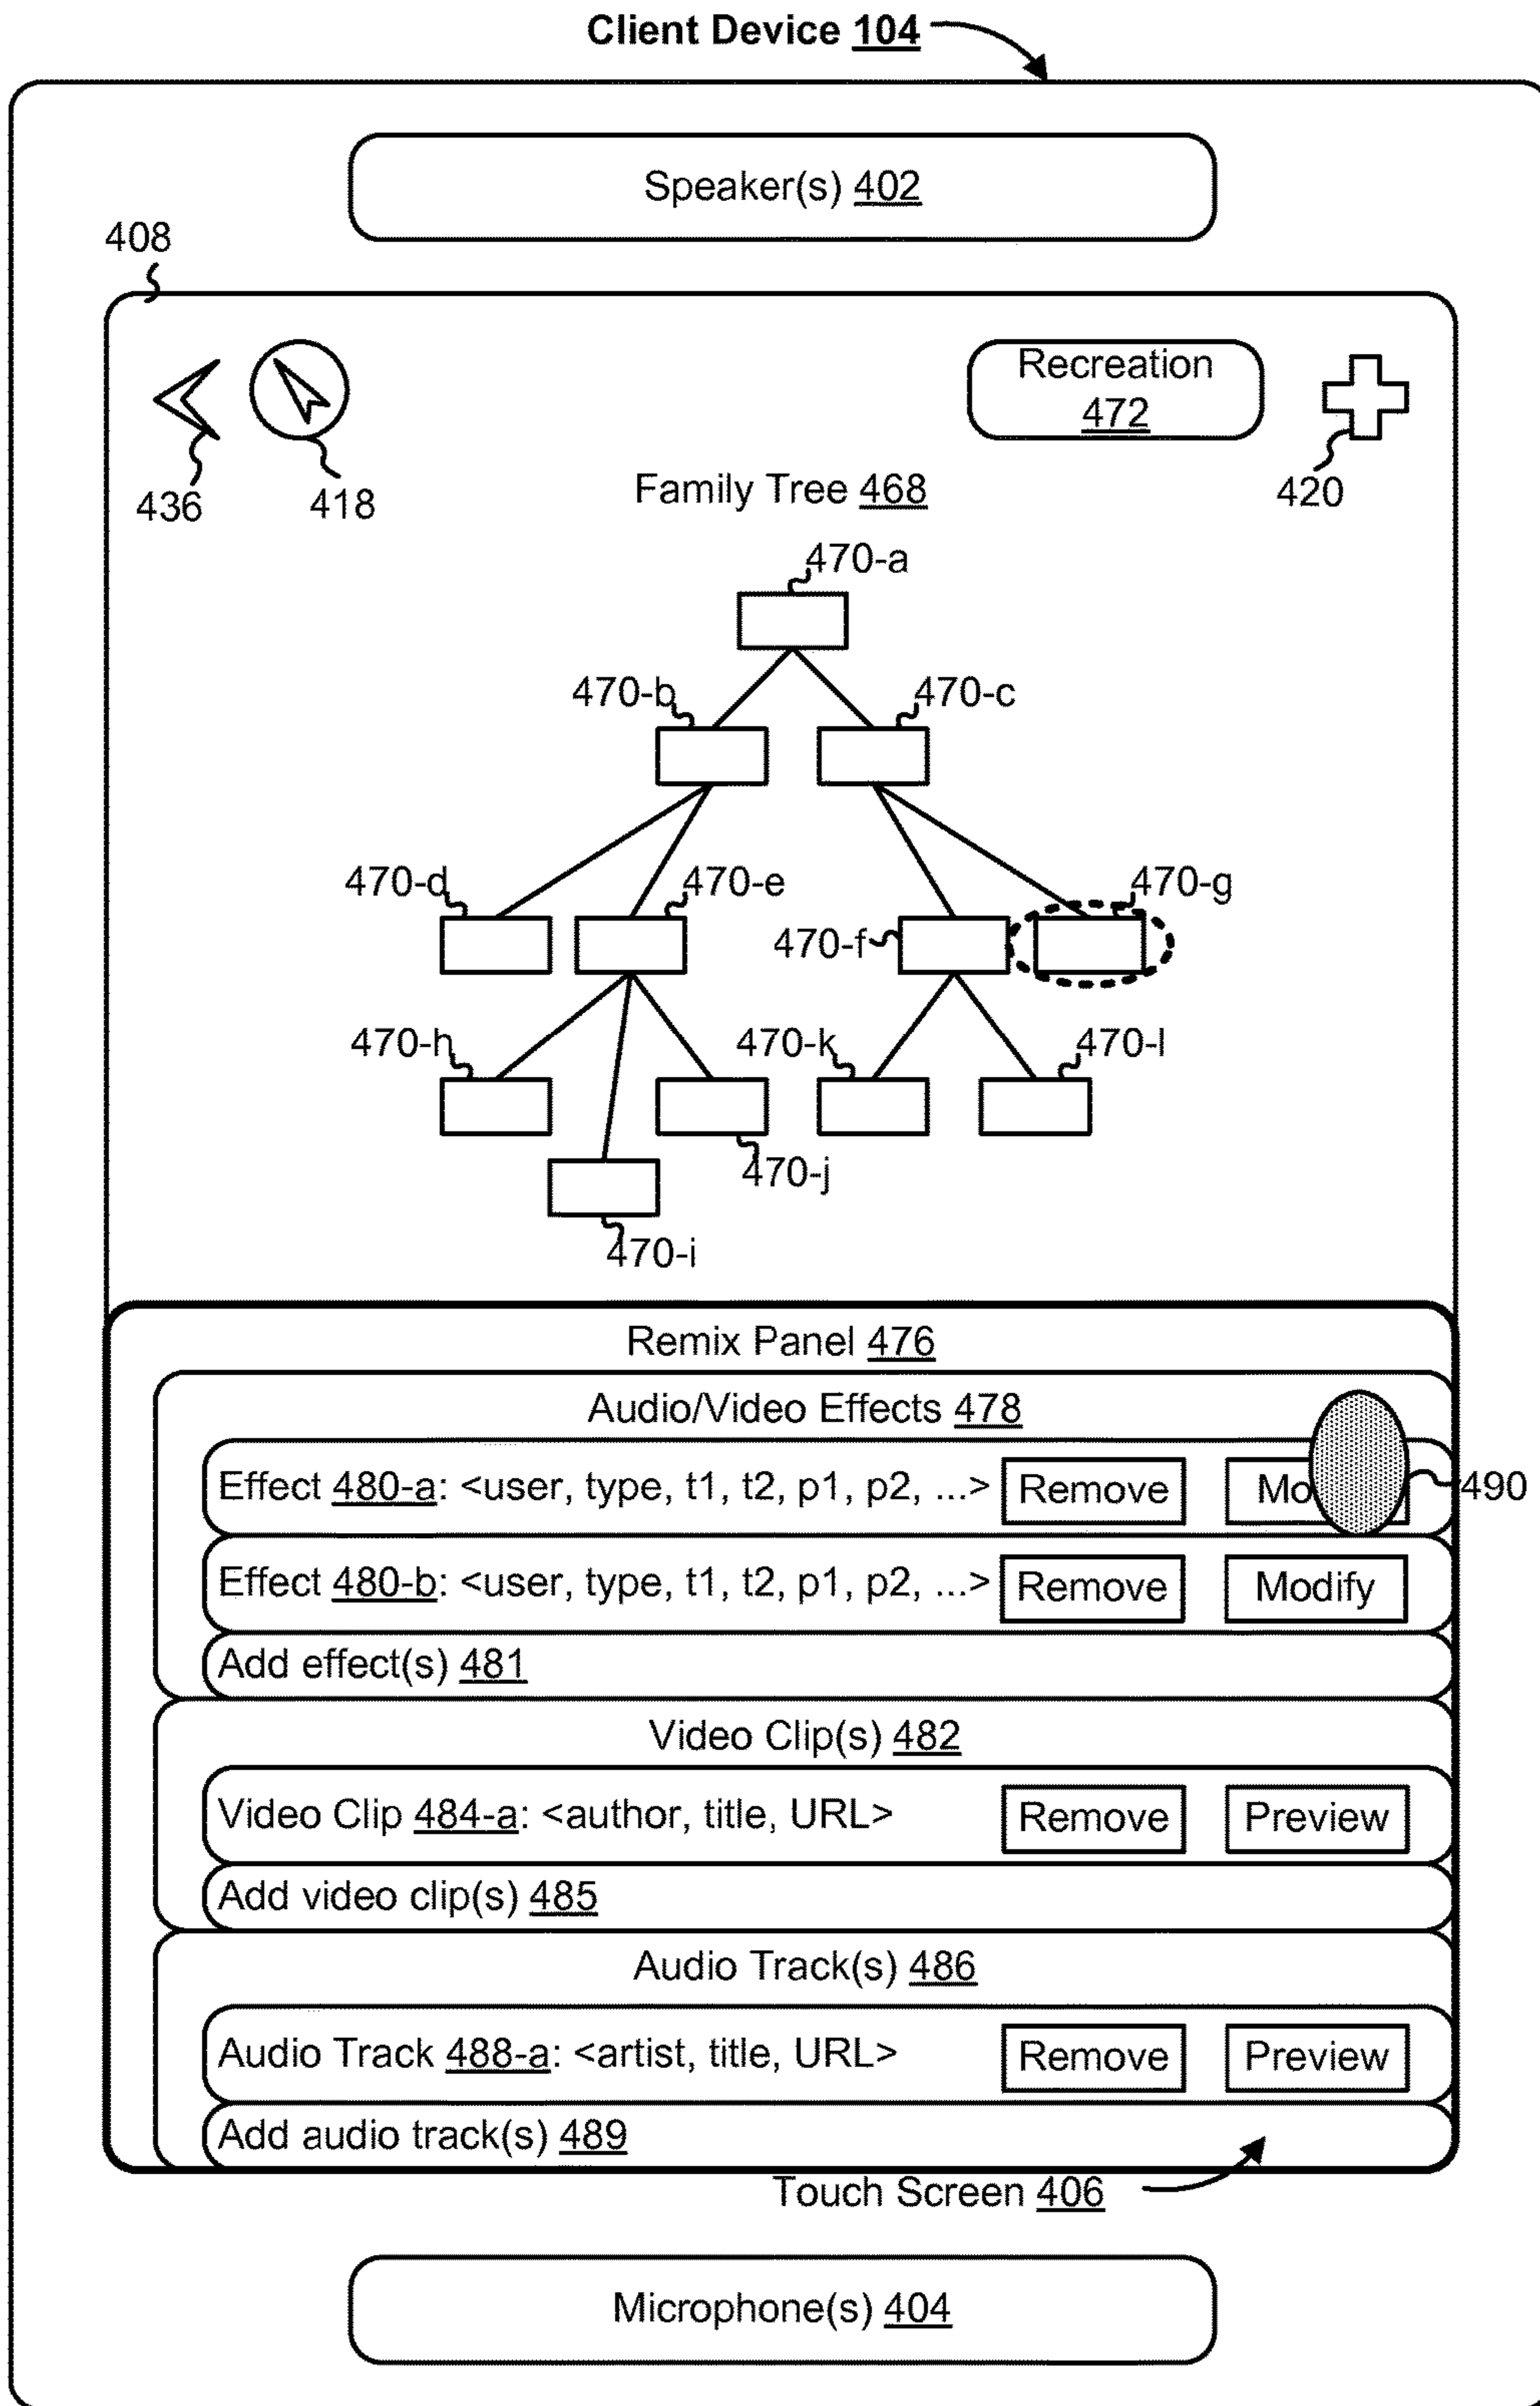 Client Device 104
Speaker(s) 402
408
Recreation
472
436
418
420
Family Tree 468
470-a
470-b
470-c
470-d
470-e
470-g
470-f
470-h
470-k
470-l
470-j
470-i
Remix Panel 476
Audio/Video Effects 478
Effect 480-a: <user, type, t1, t2, p1, p2, ...> Remove Mo
490
Effect 480-b: <user, type, t1, t2, p1, p2, ...> Remove Modify
Add effect(s) 481
Video Clip(s) 482
Video Clip 484-a: <author, title, URL> Remove Preview
Add video clip(s) 485
Audio Track(s) 486
Audio Track 488-a: <artist, title, URL> Remove Preview
Add audio track(s) 489
Touch Screen 406
Microphone(s) 404